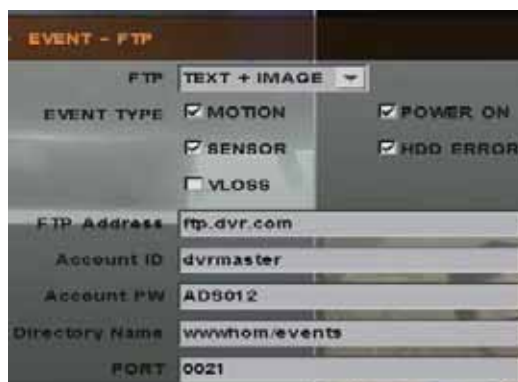 EVENT - FTP
FTP TEXT + IMAGE
EVENT TYPE MOTION POWER ON
SENSOR HDD ERROR
VLOSS
FTP Address ftp.dvr.com
Account ID dvrmaster
Account PW ADS012
Directory Name wwwhom/events
PORT 0021